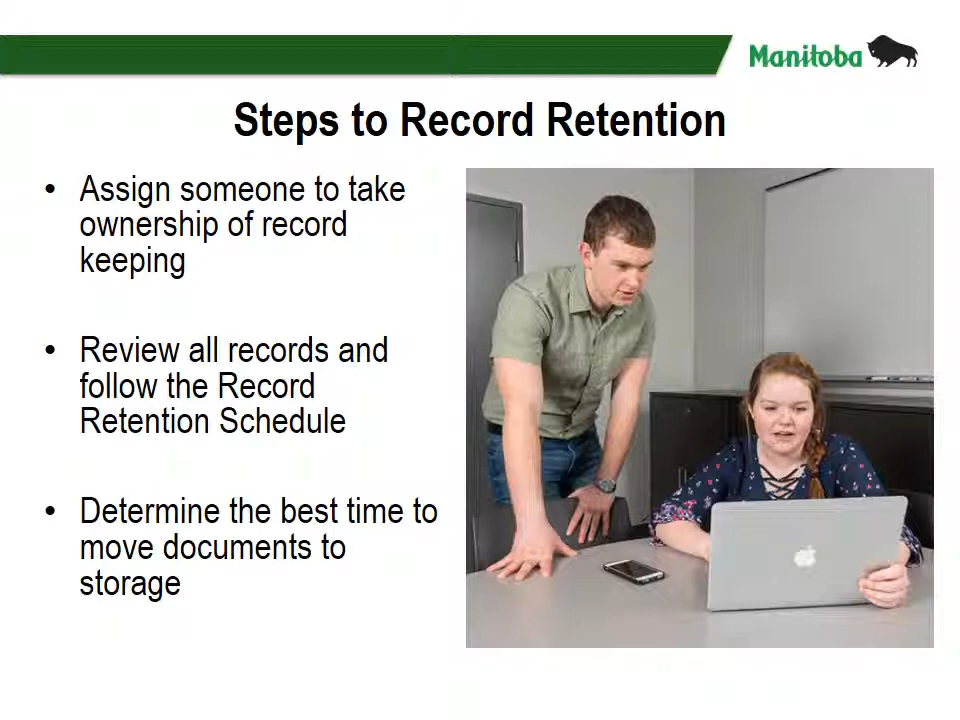 Manitoba
Steps to Record Retention
• Assign someone to take
ownership of record
keeping
• Review all records and
follow the Record
Retention Schedule
• Determine the best time to
move documents to
storage